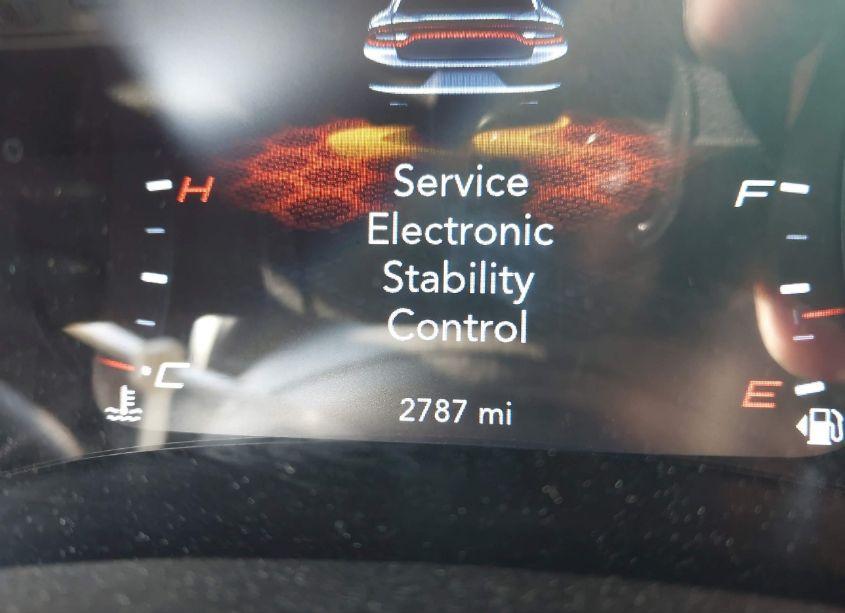 H
F
Service
Electronic
Stability
Control
C
E
2787 mi